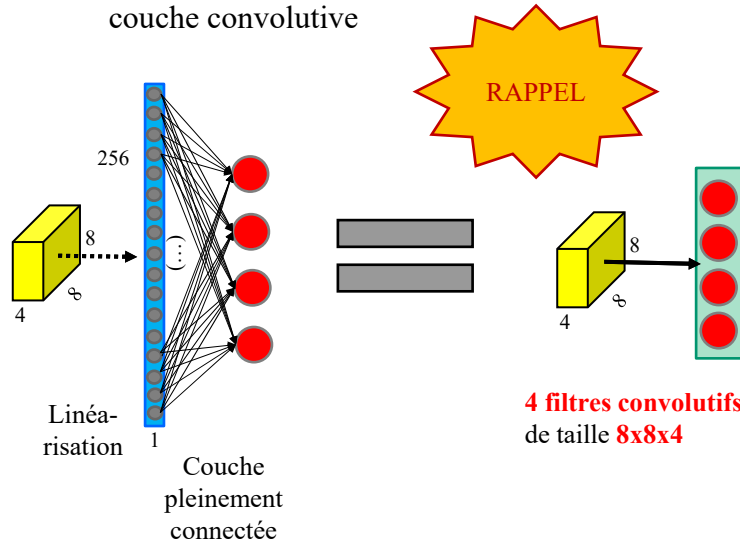 couche convolutive
RAPPEL
256
8
8
4
(...)
Linéa-
risation
1
Couche
pleinement
connectée
8
8
4
4 filtres convolutifs
de taille 8x8x4